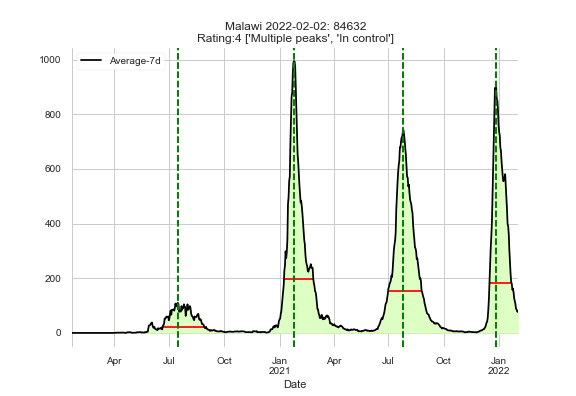 Malawi 2022-02-02: 84632
Rating:4 ['Multiple peaks', 'In control']
Average-7d
1000
800
600
400
200
0
Apr Jul Oct Jan Apr Jul Oct Jan
2021 2022
Date